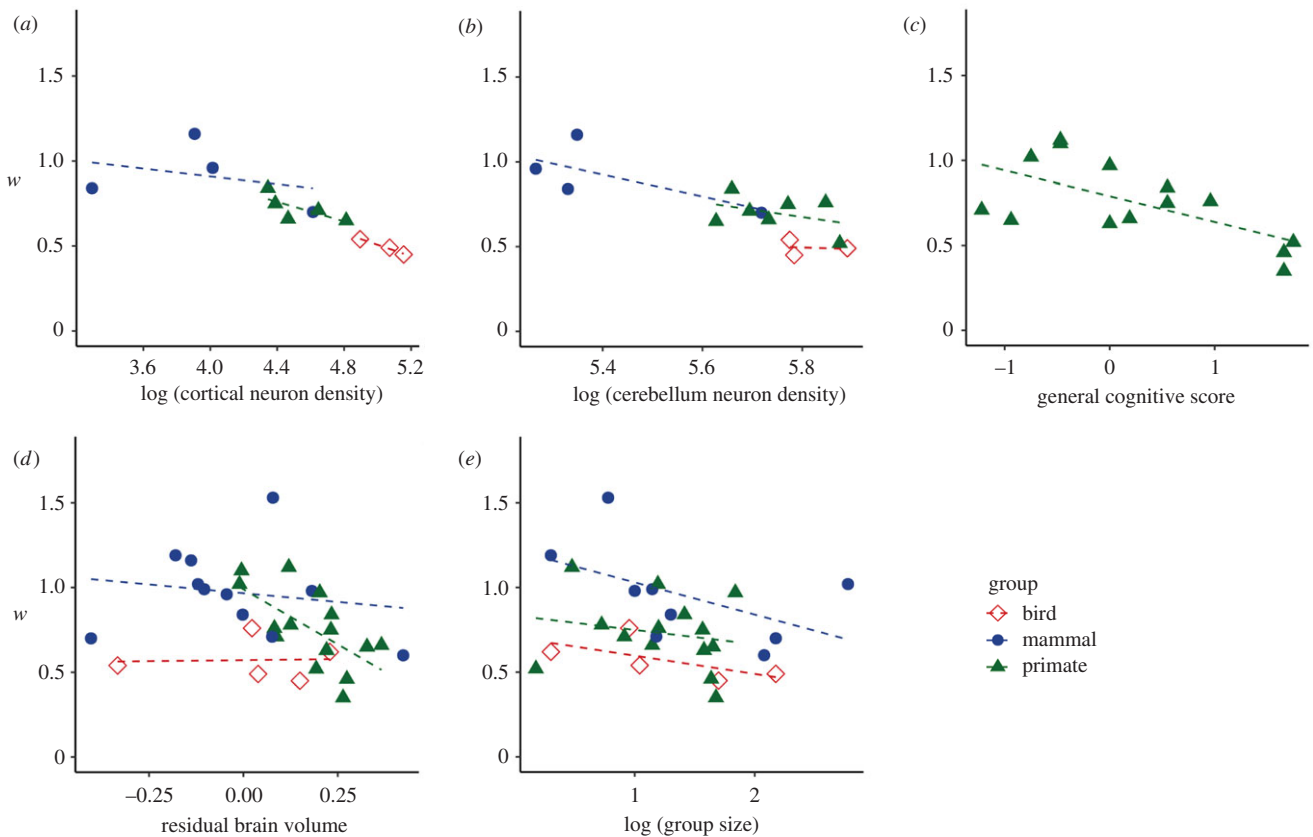 (a)
(b)
(c)
1.5
1.0
w
0.5
0
3.6 4.0 4.4 4.8 5.2
log (cortical neuron density)
1.5
1.0
0.5
0
5.4 5.6 5.8
log (cerebellum neuron density)
1.5
1.0
0.5
0
–1 0 1
general cognitive score
(d)
(e)
1.5
1.0
w
0.5
0
–0.25 0.00 0.25
residual brain volume
1.5
1.0
0.5
0
1 2
log (group size)
group
bird
mammal
primate